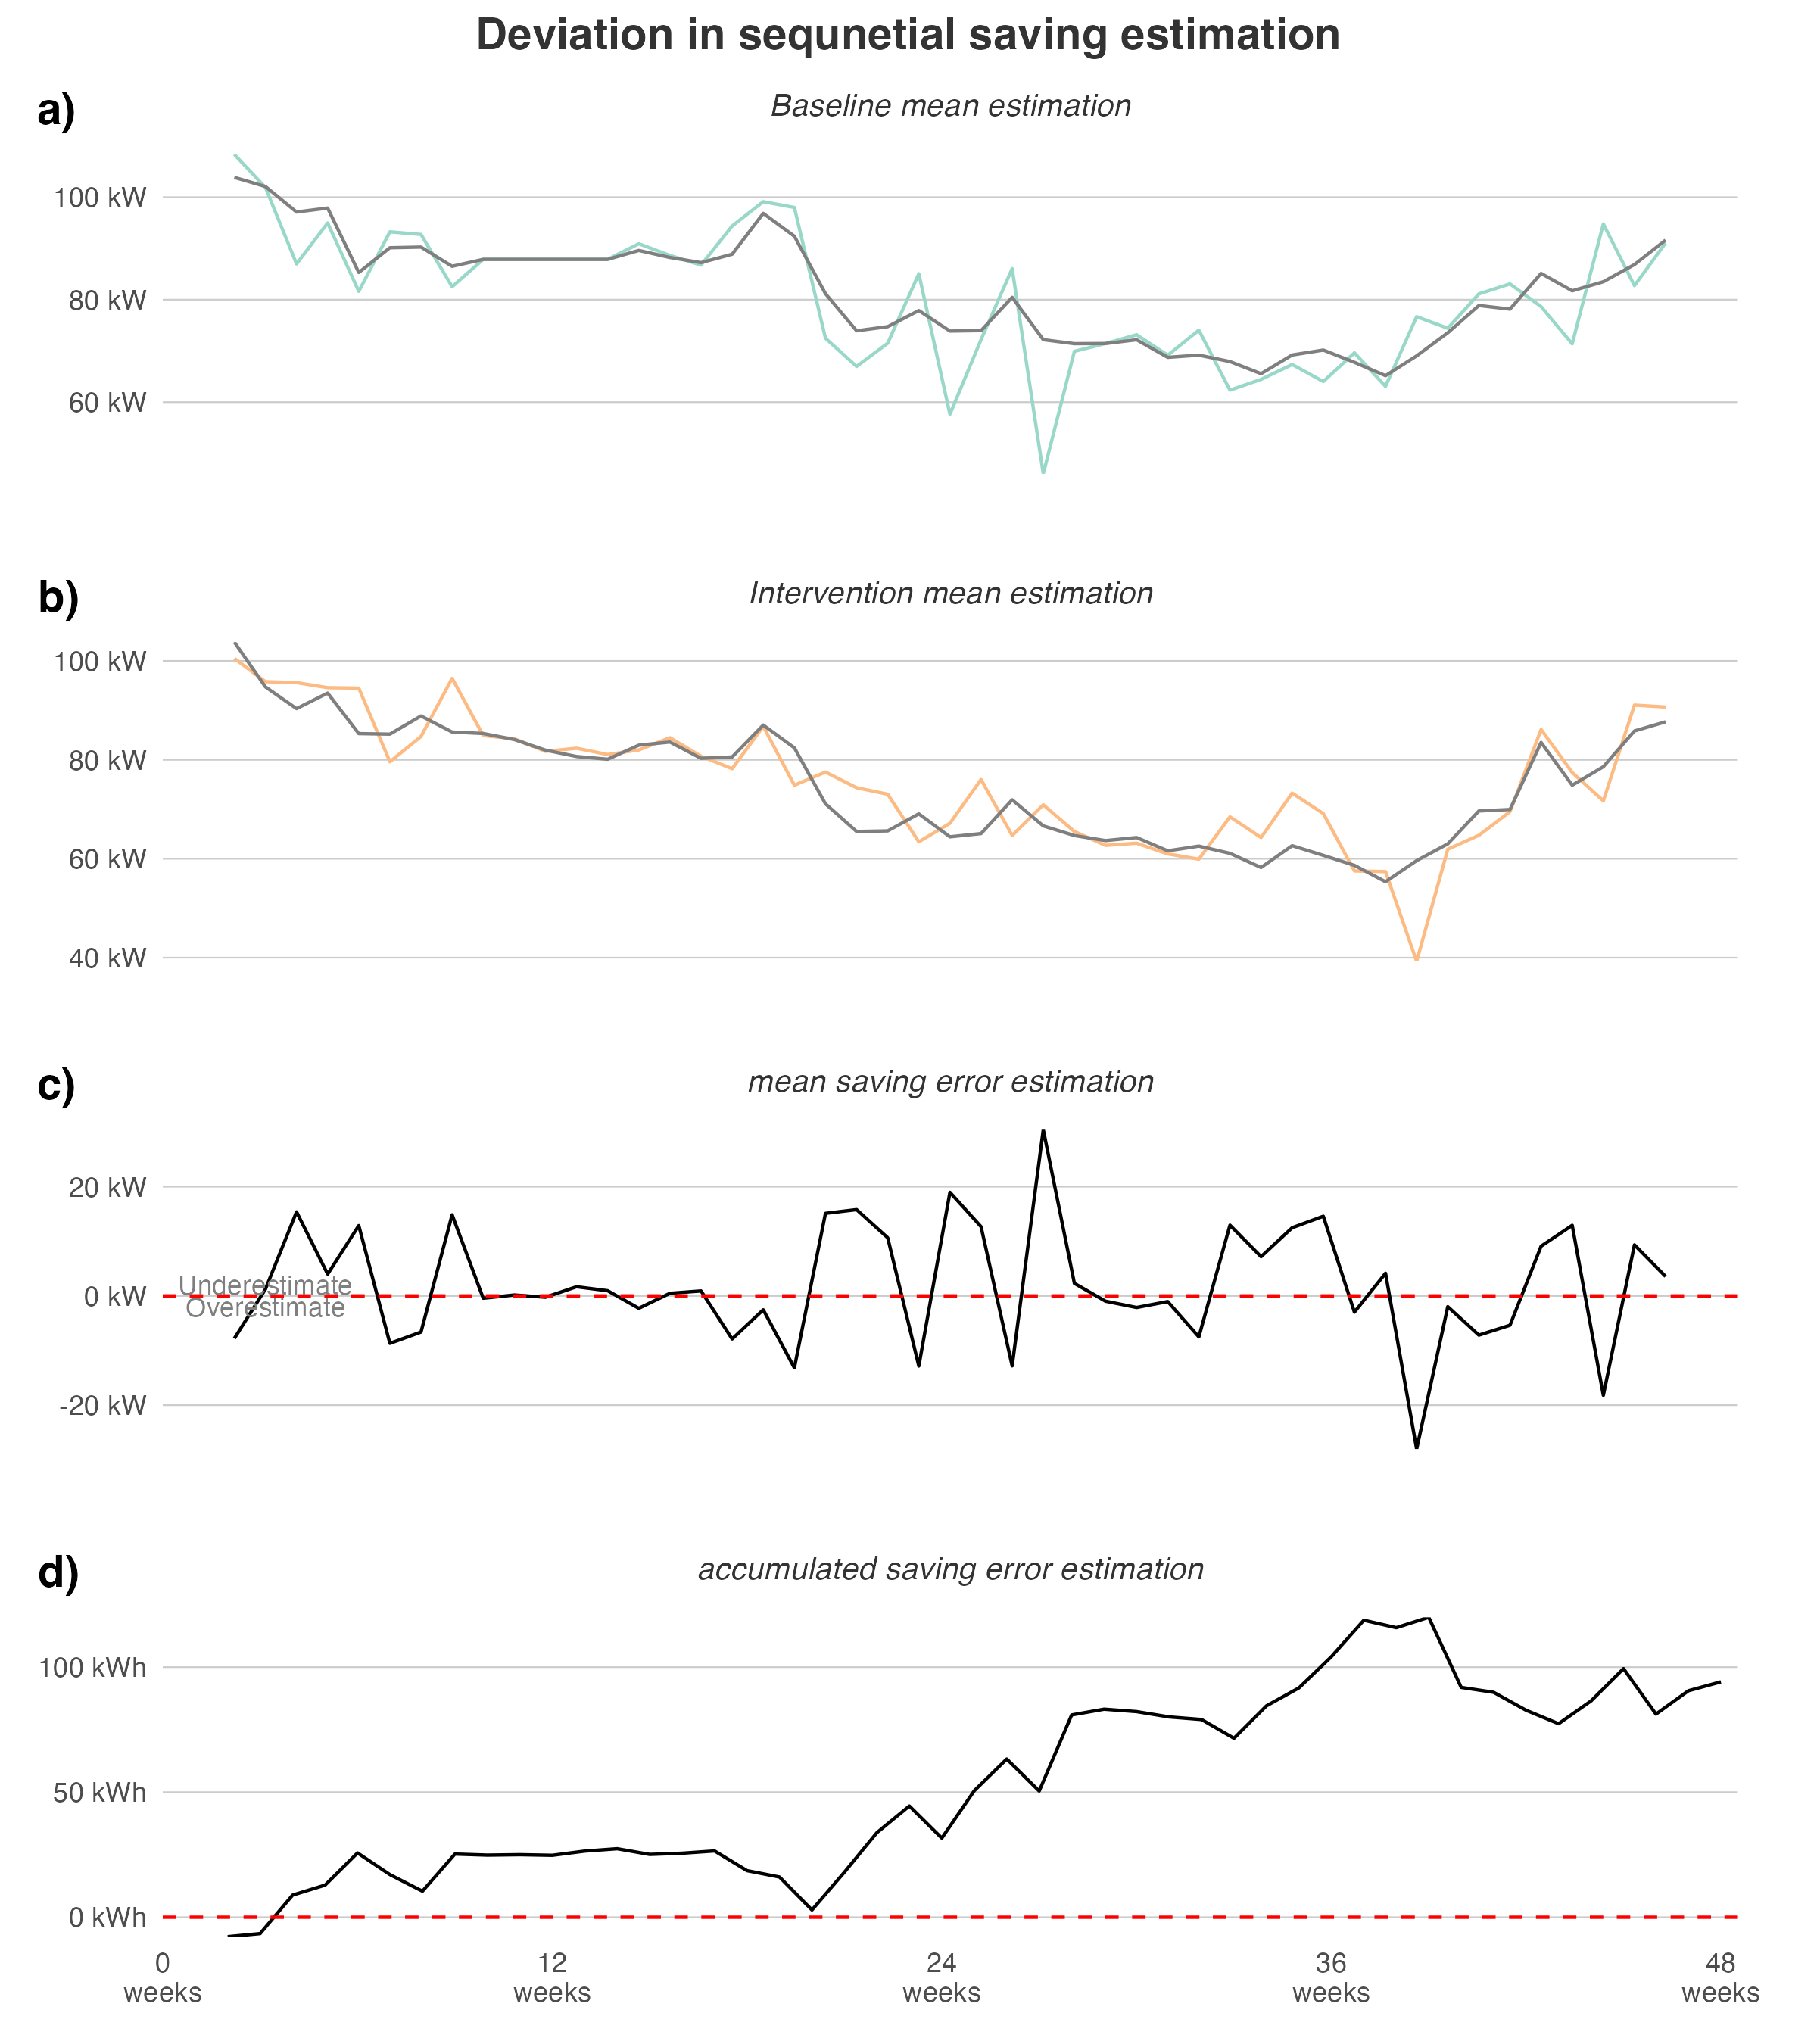 Deviation in sequnetial saving estimation
a)
Baseline mean estimation
100 kW
80 kW
60 kW
b)
Intervention mean estimation
100 kW
80 kW
60 kW
40 kW
c)
mean saving error estimation
20 kW
Underestimate
0 kW
Overestimate
-20 kW
d)
accumulated saving error estimation
100 kWh
50 kWh
0 kWh
0 12 24 36 48
weeks weeks weeks weeks weeks